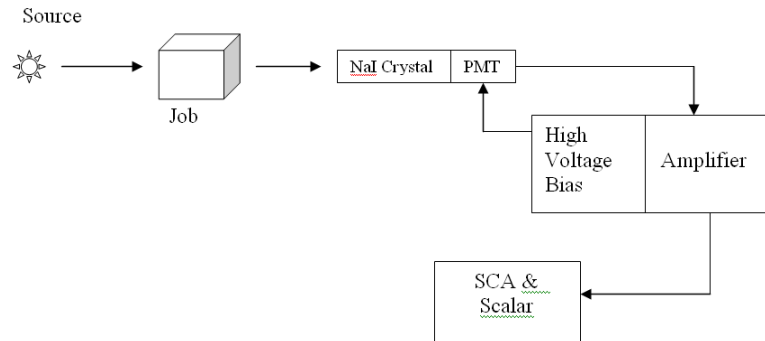 Source
Job
NaI Crystal
PMT
High
Voltage
Bias
Amplifier
SCA &
Scalar